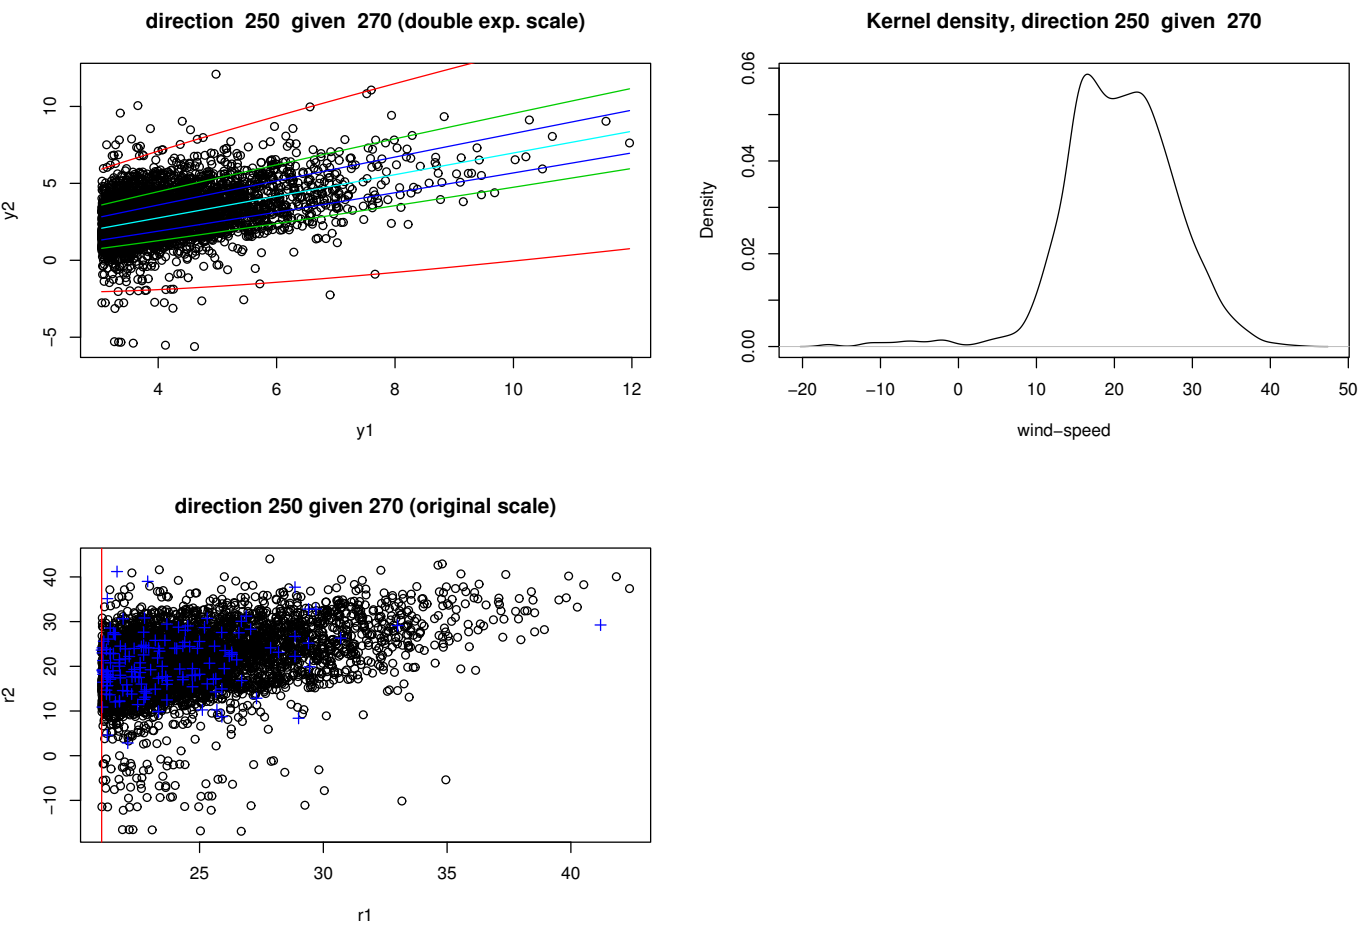 direction  250  given  270 (double exp. scale)
y2
10
5
0
−5
4 6 8 10 12
y1
Kernel density, direction 250  given  270
Density
0.06
0.04
0.02
0.00
−20 −10 0 10 20 30 40 50
wind−speed
direction 250 given 270 (original scale)
r2
40
30
20
10
0
−10
25 30 35 40
r1